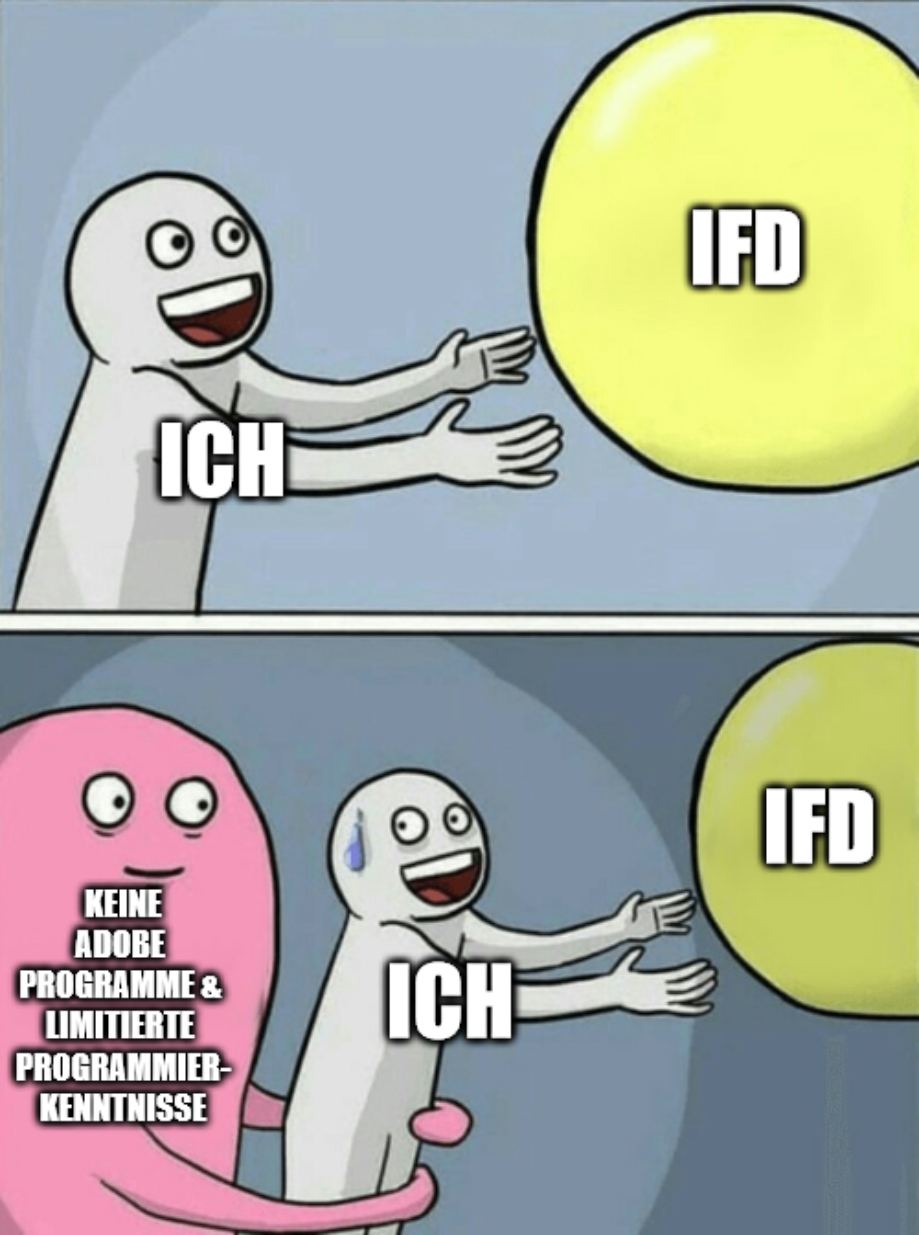 IFD
ICH
IFD
KEINE
ADOBE
PROGRAMME &
LIMITIERTE
PROGRAMMIER-
KENNTNISSE
ICH